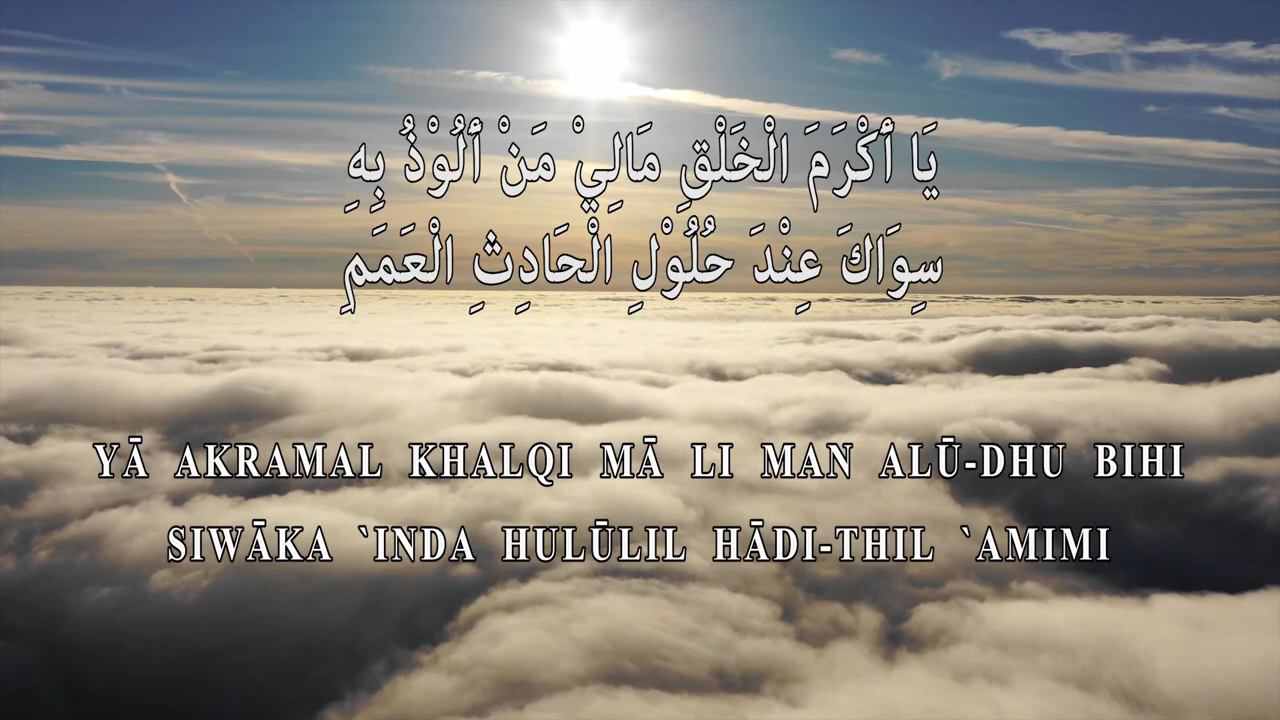 يَا أَكْرَمَ الْخَلْقِ مَالِيْ مَنْ أَلُوْذُ بِهِ
سِوَاكَ عِنْدَ حُلُوْلِ الْحَادِثِ الْعَمَمِ
YĀ AKRAMAL KHALQI MĀ LI MAN ALŪ-DHU BIHI
SIWĀKA `INDA HULŪLIL HĀDI-THIL `AMIMI